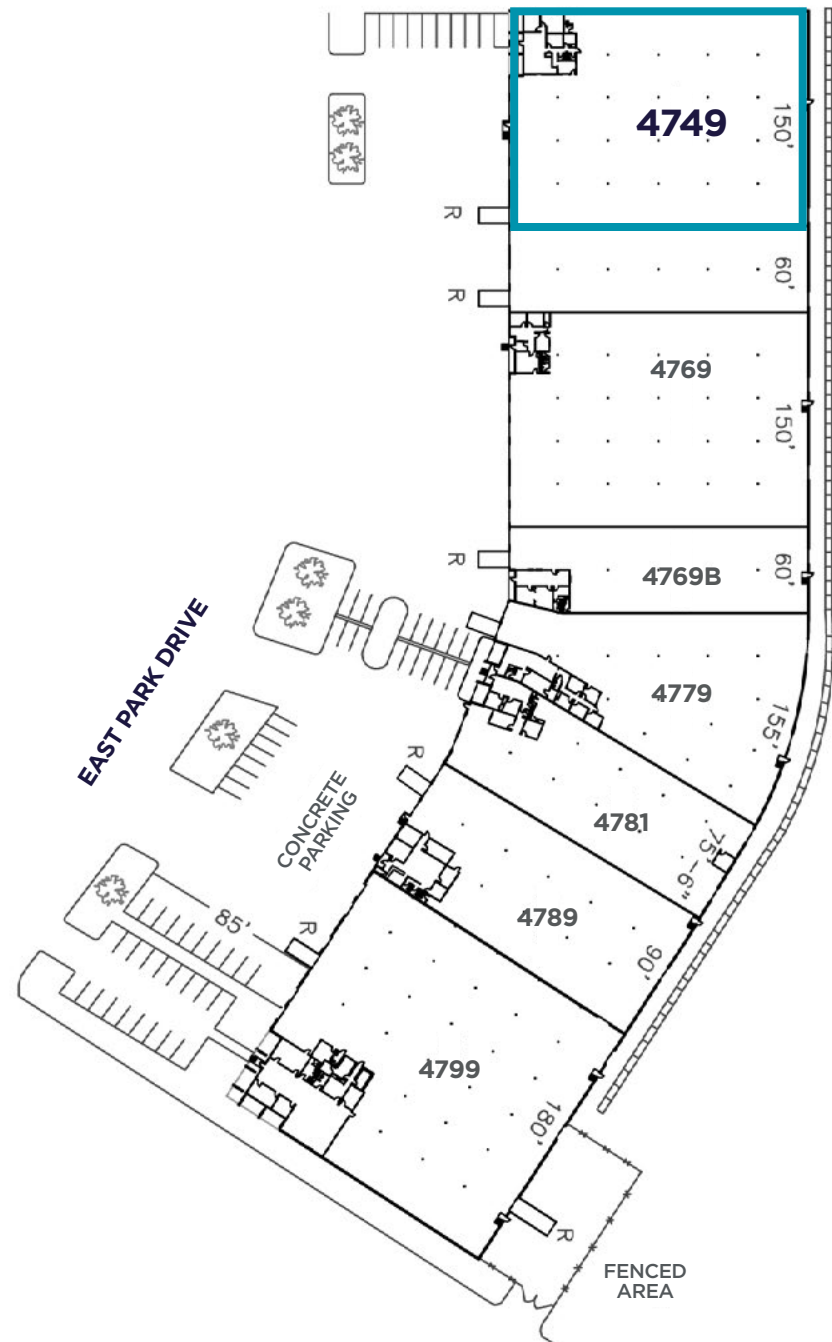 4749
150'
R
60'
R
4769
150'
R
4769B
60'
EAST PARK DRIVE
4779
155'
R
CONCRETE
PARKING
4781
75'-6"
4789
85'
R
90'
4799
180'
R
FENCED
AREA